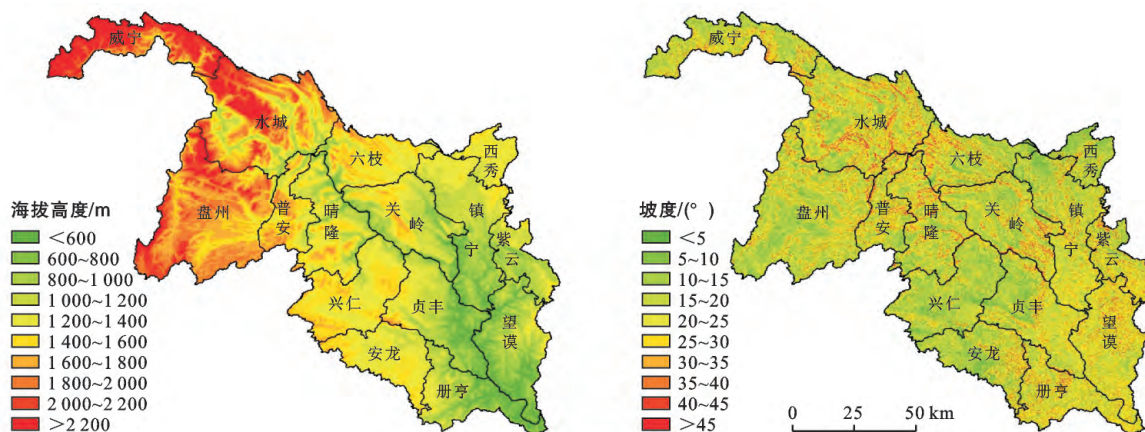 威宁
水城
六枝
西秀
盘州
普安
晴隆
关岭
镇宁
紫云
兴仁
贞丰
望谟
安龙
册亨
海拔高度/m
<600
600~800
800~1 000
1 000~1 200
1 200~1 400
1 400~1 600
1 600~1 800
1 800~2 000
2 000~2 200
>2 200
威宁
水城
六枝
西秀
盘州
普安
晴隆
关岭
镇宁
紫云
兴仁
贞丰
望谟
安龙
册亨
坡度/(°)
<5
5~10
10~15
15~20
20~25
25~30
30~35
35~40
40~45
>45
0 25 50 km